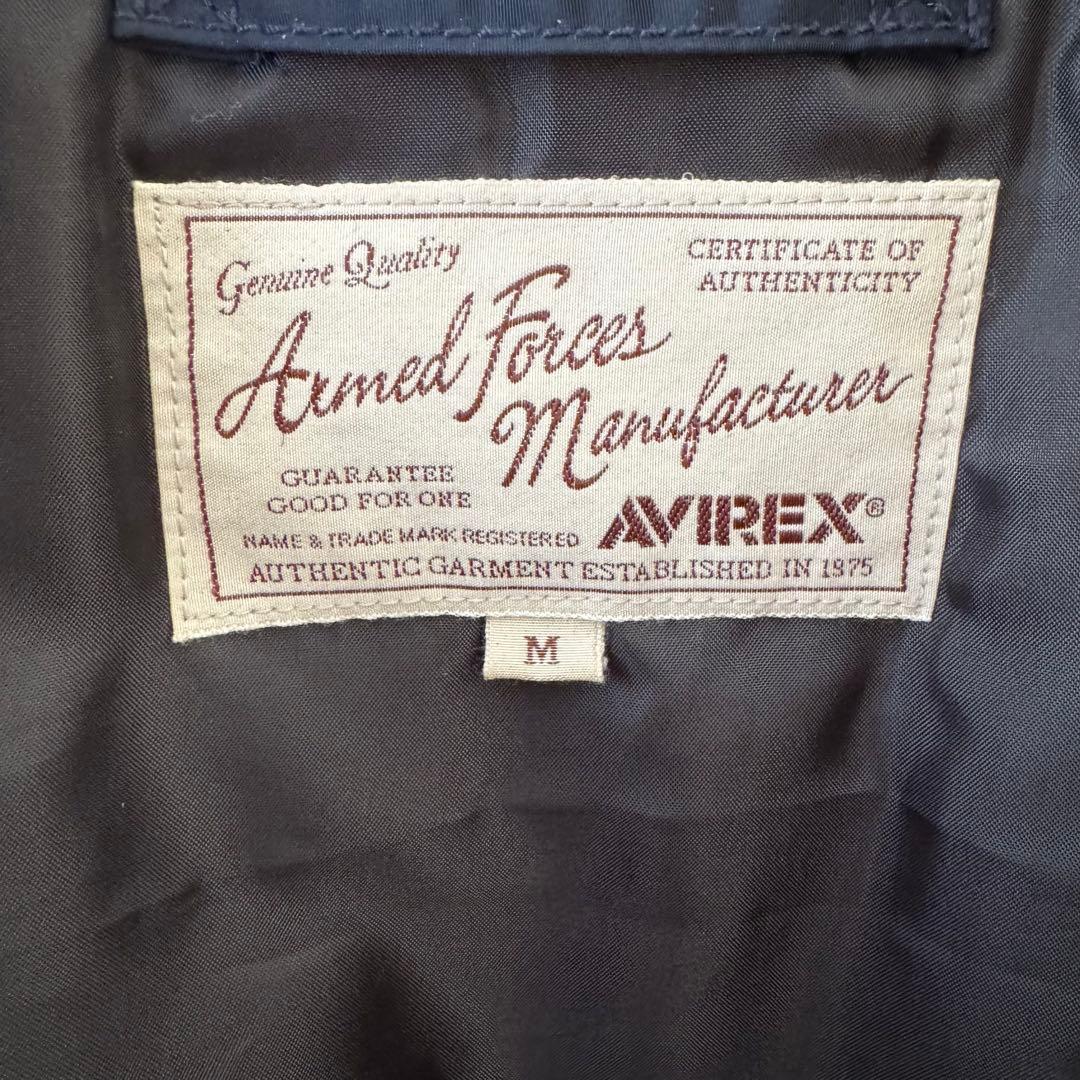 Genuine Quality
CERTIFICATE OF
AUTHENTICITY
Armed Forces
Manufacturer
GUARANTEE
GOOD FOR ONE
NAME & TRADE MARK REGISTERED
AVIREX®
AUTHENTIC GARMENT ESTABLISHED IN 1975
M